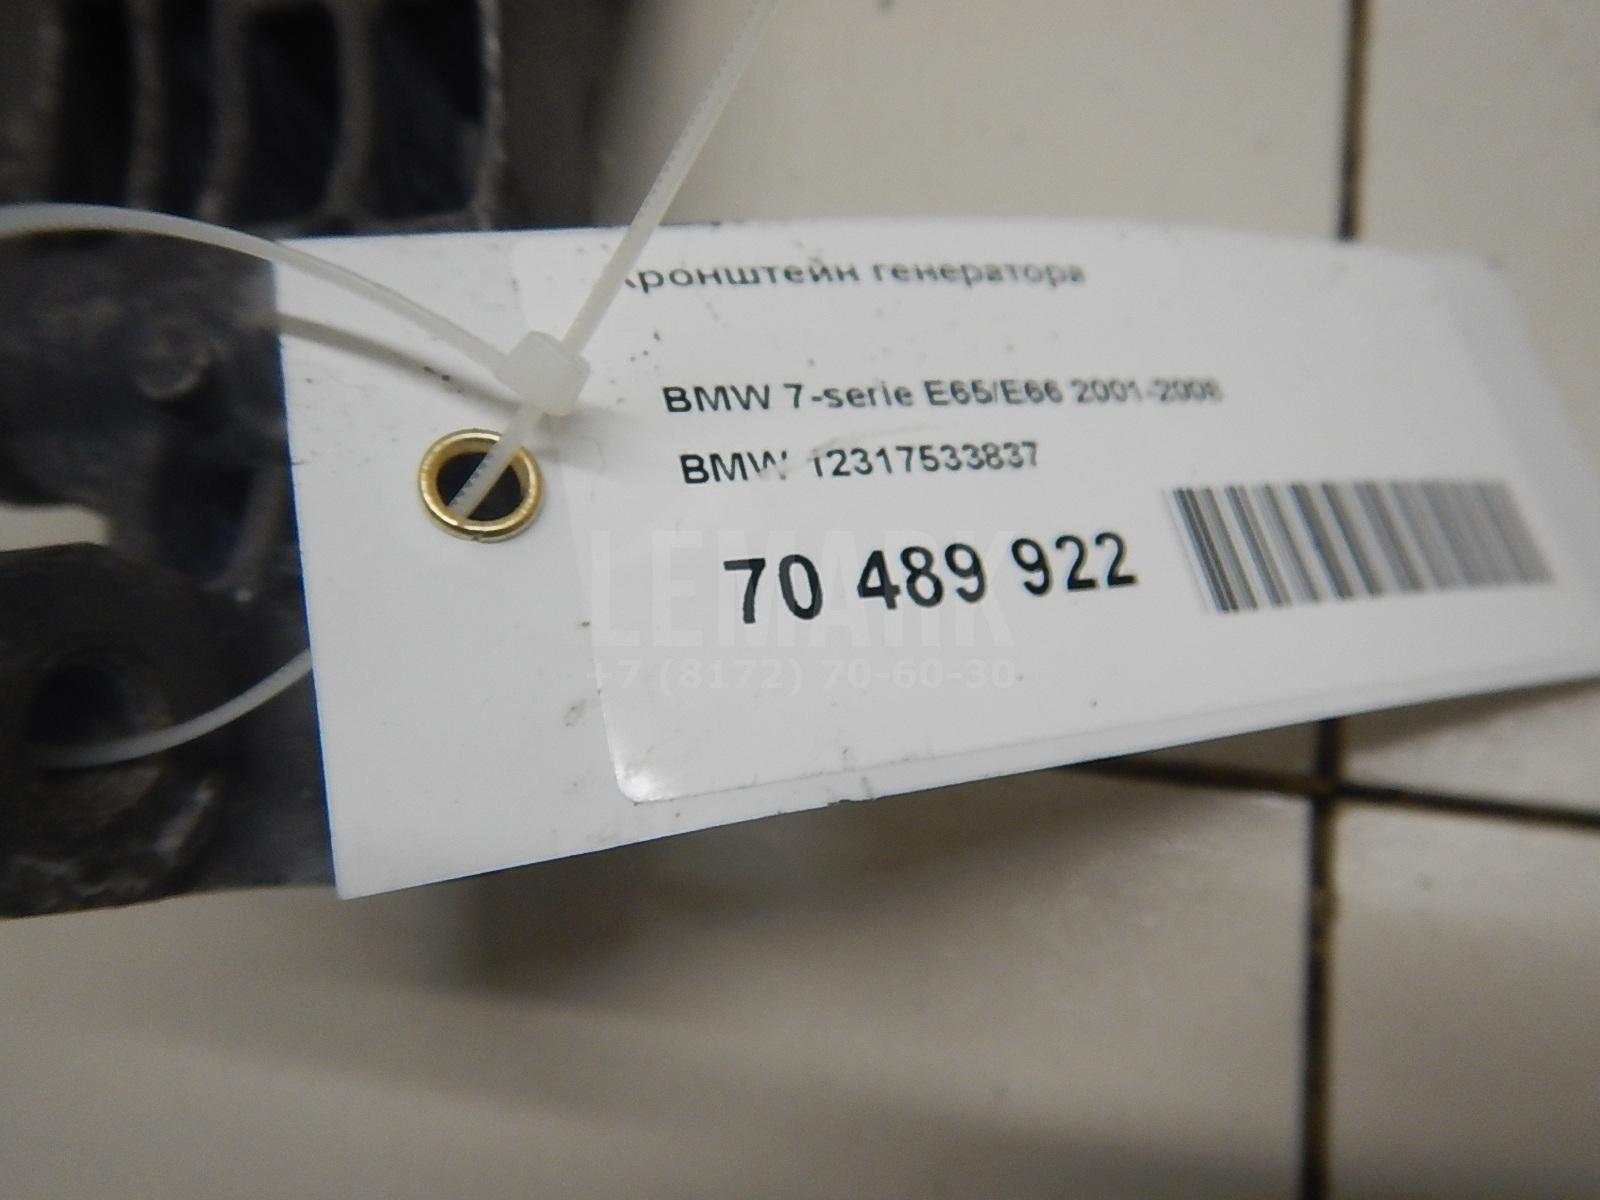 Кронштейн генератора
BMW 7-serie E65/E66 2001-2008
BMW 12317533837
70 489 922
LEMARK
+7 (8172) 70-60-30